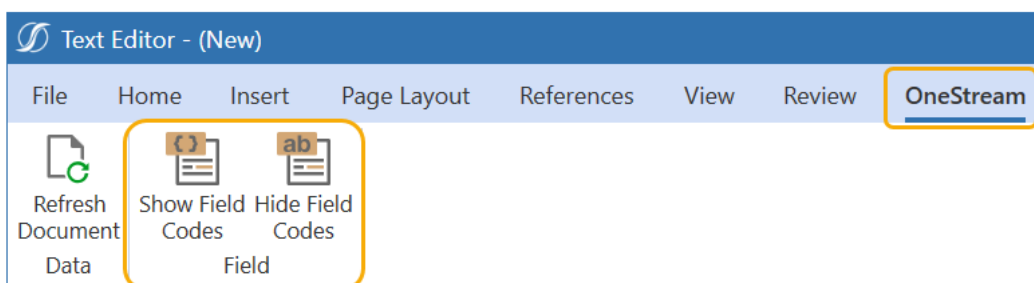 Text Editor - (New)
File Home Insert Page Layout References View Review OneStream
{ } ab
Refresh Show Field Hide Field
Document Codes Codes
Data Field